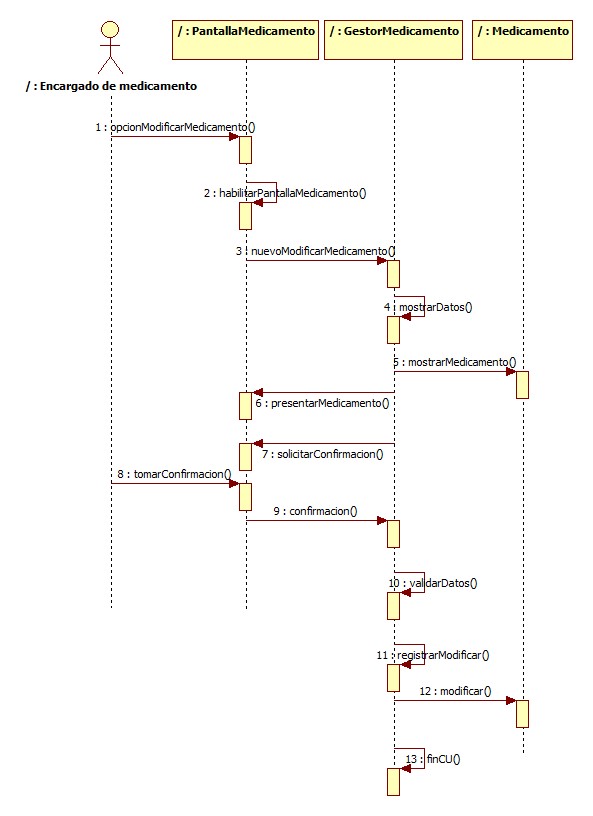 / : PantallaMedicamento
/ : GestorMedicamento
/ : Medicamento
/ : Encargado de medicamento
1 : opcionModificarMedicamento()
2 : habilitarPantallaMedicamento()
3 : nuevoModificarMedicamento()
4 : mostrarDatos()
5 : mostrarMedicamento()
6 : presentarMedicamento()
7 : solicitarConfirmacion()
8 : tomarConfirmacion()
9 : confirmacion()
10 : validarDatos()
11 : registrarModificar()
12 : modificar()
13 : finCU()